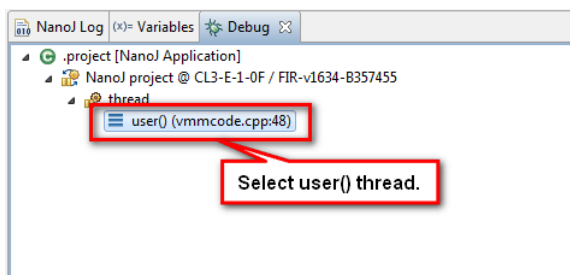 NanoJ Log (x)= Variables Debug
.project [NanoJ Application]
NanoJ project @ CL3-E-1-0F / FIR-v1634-B357455
thread
user() (vmmcode.cpp:48)
Select user() thread.